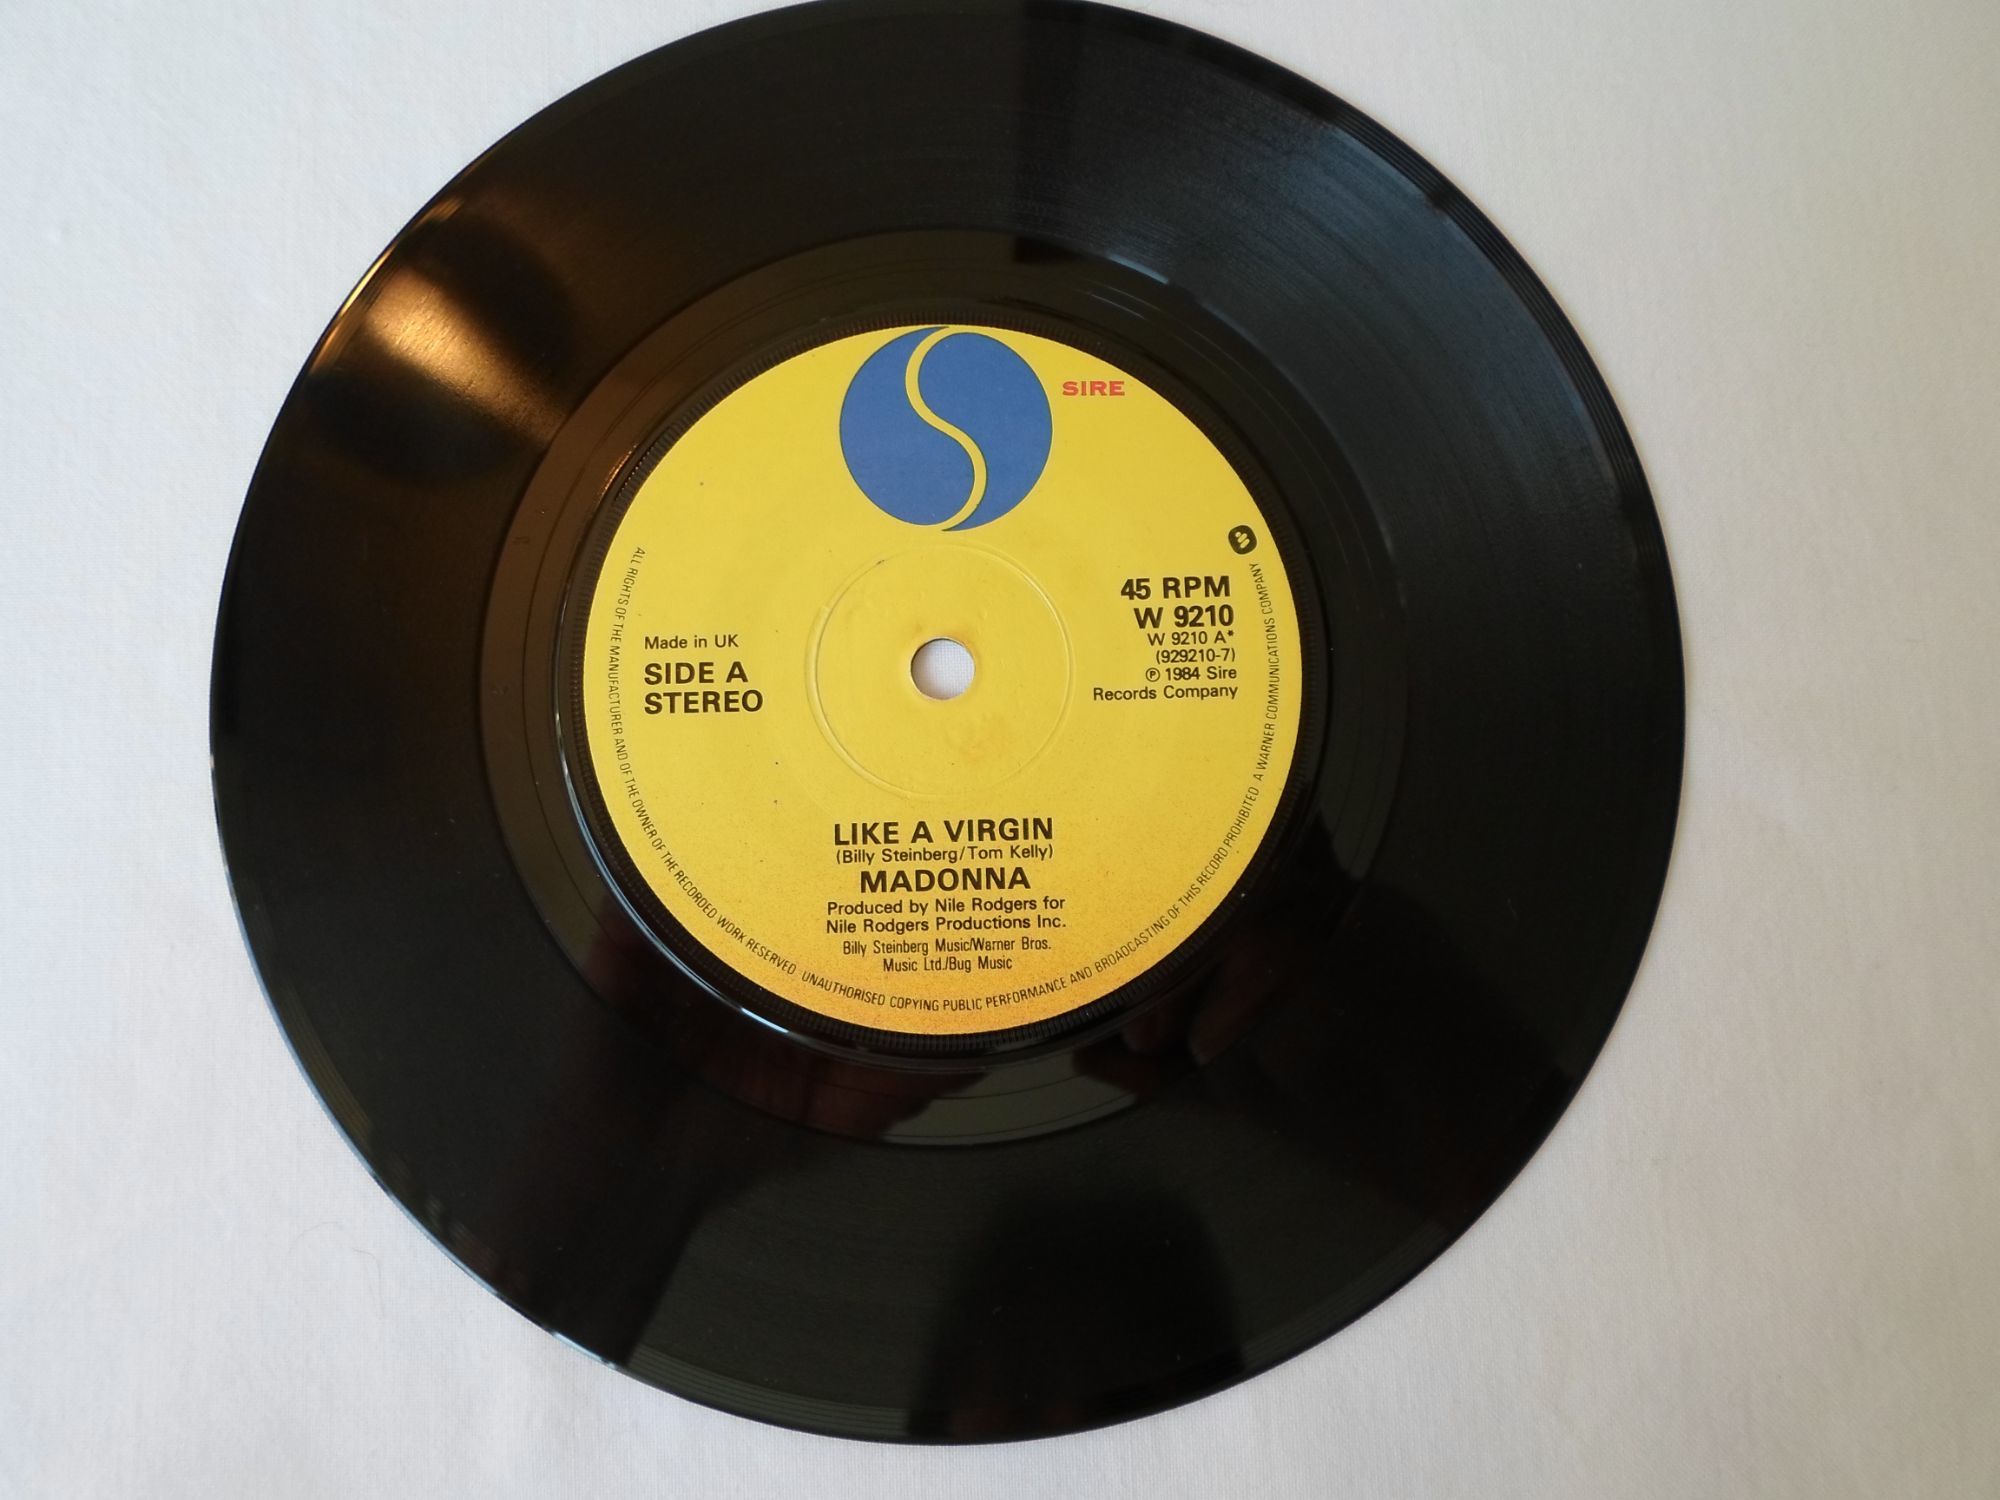 SIRE
45 RPM
W 9210
W 9210 A*
(929210-7)
℗ 1984 Sire
Records Company
Made in UK
SIDE A
STEREO
LIKE A VIRGIN
(Billy Steinberg/Tom Kelly)
MADONNA
Produced by Nile Rodgers for
Nile Rodgers Productions Inc.
Billy Steinberg Music/Warner Bros.
Music Ltd./Bug Music
ALL RIGHTS OF THE MANUFACTURER AND OF THE OWNER OF THE RECORDED WORK RESERVED UNAUTHORISED COPYING PUBLIC PERFORMANCE AND BROADCASTING OF THIS RECORD PROHIBITED A WARNER COMMUNICATIONS COMPANY